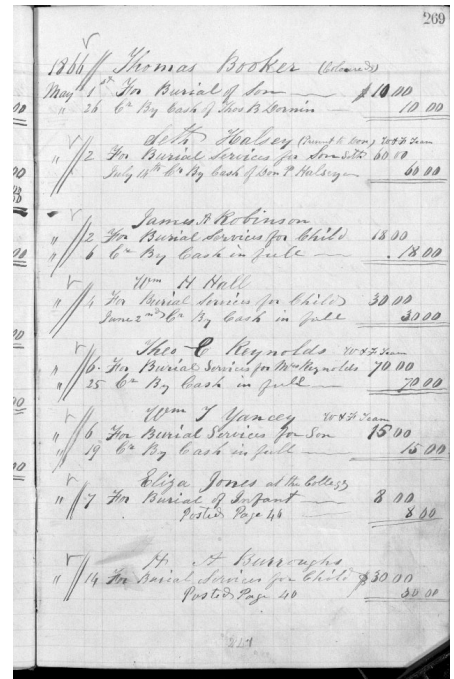 269
1866 Thomas Booker (Coloured)
May 1st For Burial of Son $10 00
" 26 Cr By Cash of Thos B Dornin 10 00
Seth Halsey W & F Team
" 2 For Burial Services for Son Seth 60 00
July 14th Cr By Cash of Don P Halsey 60 00
James A Robinson
" 2 For Burial Services for Child 18 00
" 6 Cr By Cash in full 18 00
Wm H Hall
" 4 For Burial Services for Child 30 00
June 2nd Cr By Cash in full 30 00
Theo C Reynolds W & F Team
" 6 For Burial Services for Mrs Reynolds 70 00
" 25 Cr By Cash in full 70 00
Wm T Yancey W & F Team
" 6 For Burial Services for Son 15 00
" 19 Cr By Cash in full 15 00
Eliza Jones at the College
" 7 For Burial of Infant 8 00
Posted Page 46 8 00
H A Burroughs
" 14 For Burial Services for Child $30 00
Posted Page 40 30 00